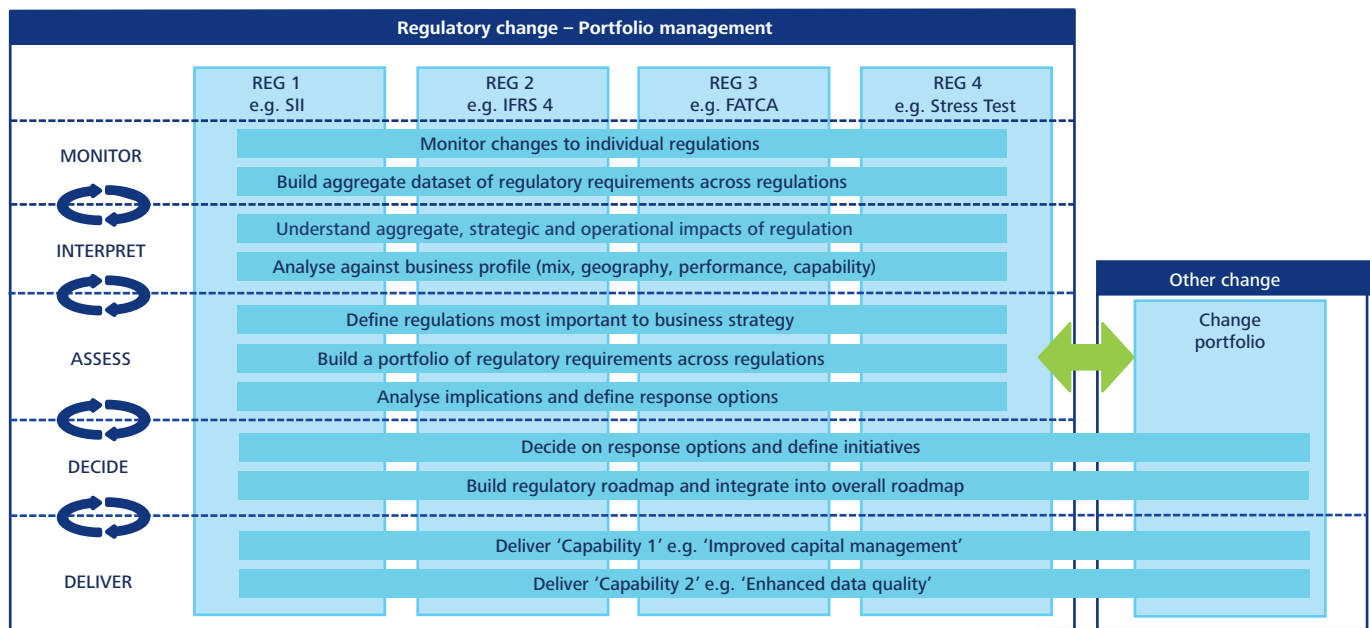 Regulatory change – Portfolio management
REG 1
e.g. SII
REG 2
e.g. IFRS 4
REG 3
e.g. FATCA
REG 4
e.g. Stress Test
MONITOR
Monitor changes to individual regulations
Build aggregate dataset of regulatory requirements across regulations
INTERPRET
Understand aggregate, strategic and operational impacts of regulation
Analyse against business profile (mix, geography, performance, capability)
Other change
Change
portfolio
ASSESS
Define regulations most important to business strategy
Build a portfolio of regulatory requirements across regulations
Analyse implications and define response options
DECIDE
Decide on response options and define initiatives
Build regulatory roadmap and integrate into overall roadmap
DELIVER
Deliver ‘Capability 1’ e.g. ‘Improved capital management’
Deliver ‘Capability 2’ e.g. ‘Enhanced data quality’